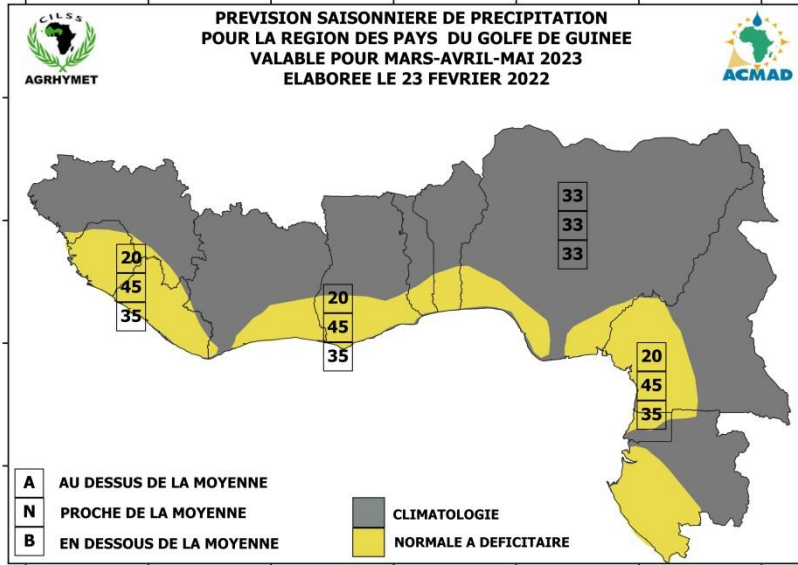 CILSS
AGRHYMET
PREVISION SAISONNIERE DE PRECIPITATION
POUR LA REGION DES PAYS DU GOLFE DE GUINEE
VALABLE POUR MARS-AVRIL-MAI 2023
ELABOREE LE 23 FEVRIER 2022
ACMAD
33
33
33
20
45
35
20
45
35
20
45
35
A AU DESSUS DE LA MOYENNE
N PROCHE DE LA MOYENNE
B EN DESSOUS DE LA MOYENNE
CLIMATOLOGIE
NORMALE A DEFICITAIRE